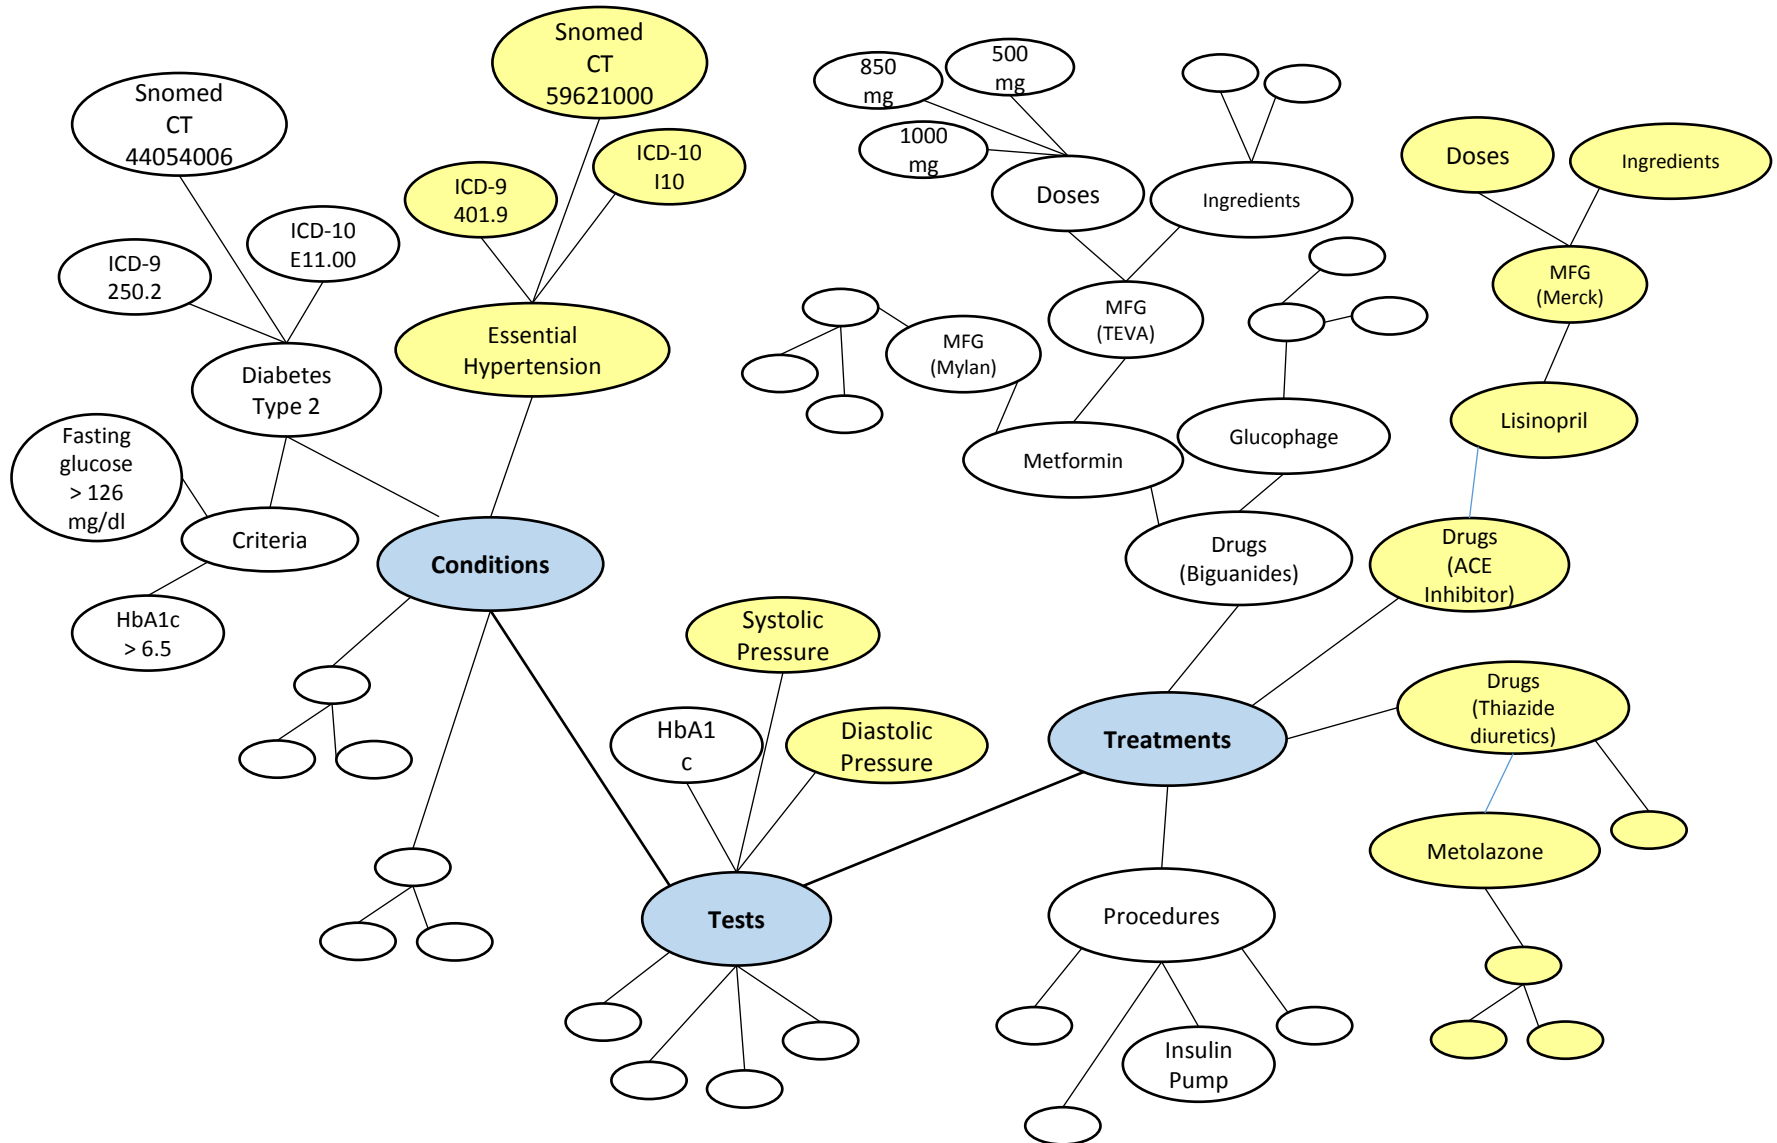 Snomed
CT
59621000
Snomed
CT
44054006
ICD-9
401.9
ICD-10
I10
ICD-10
E11.00
ICD-9
250.2
Essential
Hypertension
Diabetes
Type 2
Fasting
glucose
> 126
mg/dl
Criteria
HbA1c
> 6.5
Conditions
850
mg
500
mg
1000
mg
Doses
Ingredients
MFG
(TEVA)
MFG
(Mylan)
Metformin
Glucophage
Drugs
(Biguanides)
Doses
Ingredients
MFG
(Merck)
Lisinopril
Drugs
(ACE
Inhibitor)
Systolic
Pressure
HbA1
c
Diastolic
Pressure
Tests
Treatments
Drugs
(Thiazide
diuretics)
Metolazone
Procedures
Insulin
Pump